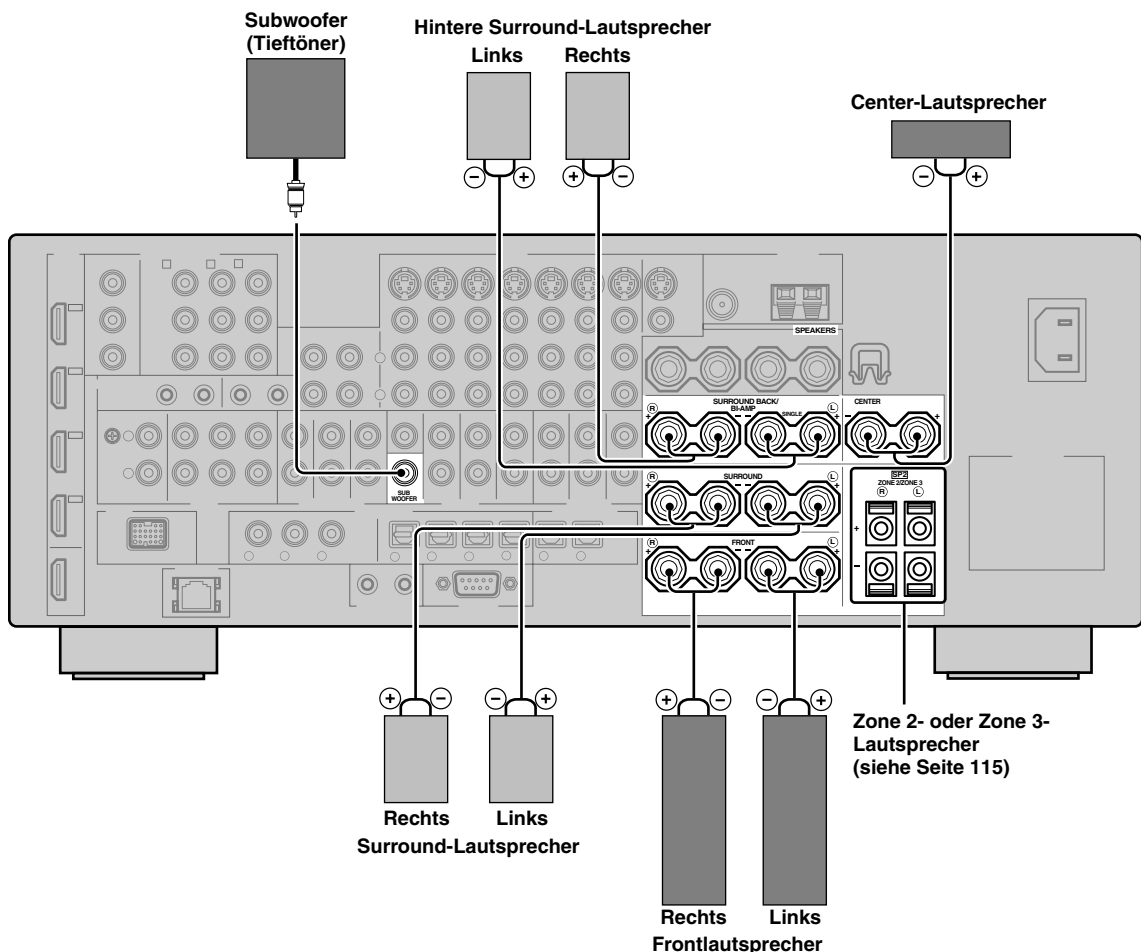 Subwoofer
(Tieftöner)
Hintere Surround-Lautsprecher
Links Rechts
Center-Lautsprecher
− + + −
− +
SPEAKERS
SURROUND BACK/
BI-AMP
SINGLE
CENTER
R L
+ − − +
− +
SUB
WOOFER
SURROUND
R L
+ − − +
SP2
ZONE 2/ZONE 3
R L
+
−
FRONT
R L
+ − − +
+ − − +
+ − − +
Rechts Links
Surround-Lautsprecher
Rechts Links
Frontlautsprecher
Zone 2- oder Zone 3-
Lautsprecher
(siehe Seite 115)